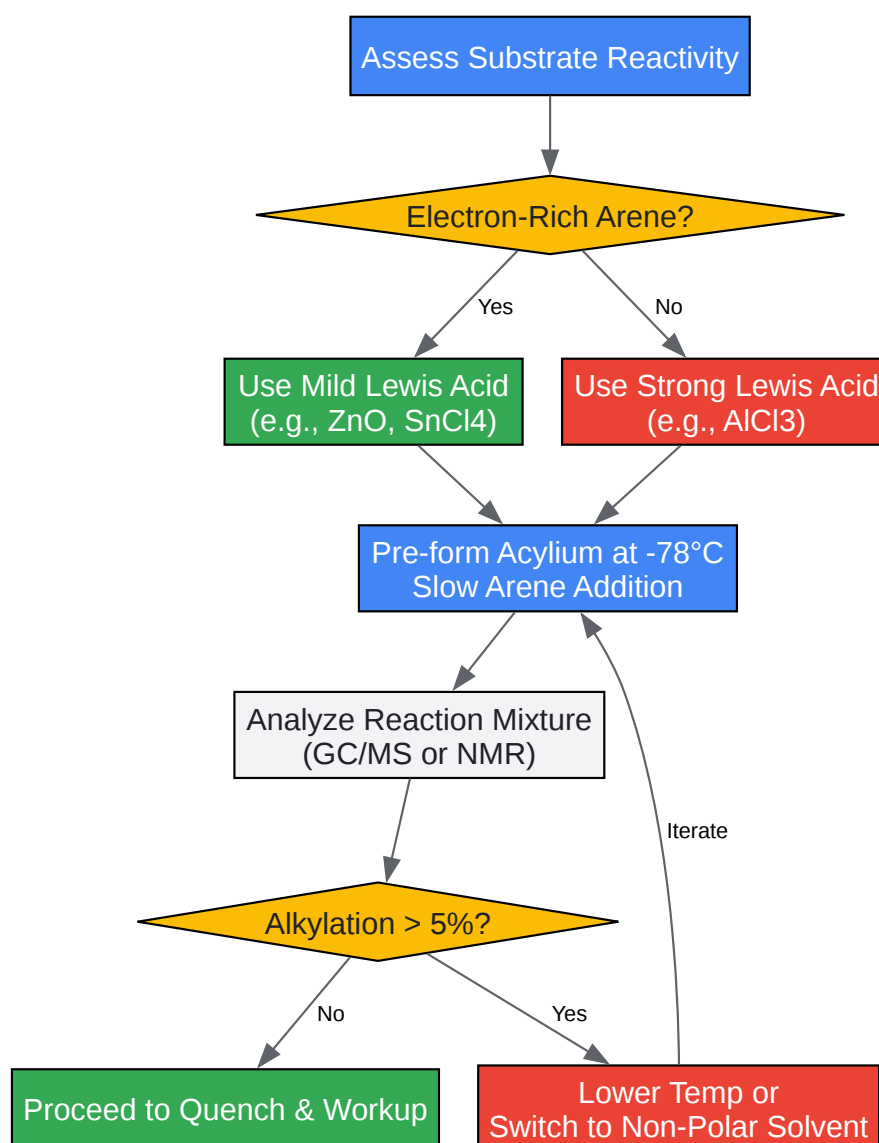 Assess Substrate Reactivity
Electron-Rich Arene?
Yes
No
Use Mild Lewis Acid
(e.g., ZnO, SnCl4)
Use Strong Lewis Acid
(e.g., AlCl3)
Pre-form Acylium at -78°C
Slow Arene Addition
Analyze Reaction Mixture
(GC/MS or NMR)
Iterate
Alkylation > 5%?
No
Yes
Proceed to Quench & Workup
Lower Temp or
Switch to Non-Polar Solvent